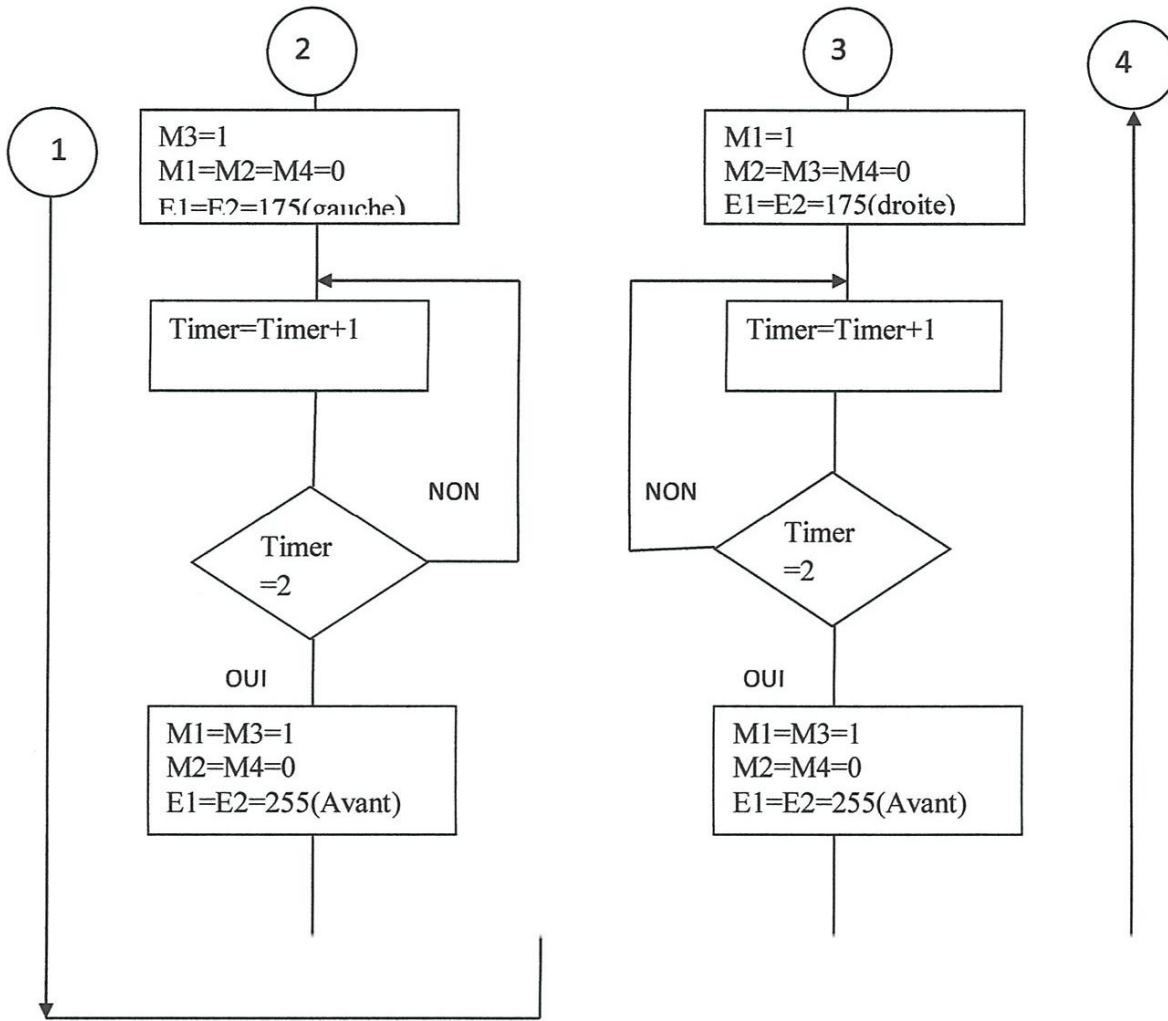 1
2
M3=1
M1=M2=M4=0
E1=E2=175(gauche)
Timer=Timer+1
NON
Timer
=2
OUI
M1=M3=1
M2=M4=0
E1=E2=255(Avant)
3
M1=1
M2=M3=M4=0
E1=E2=175(droite)
Timer=Timer+1
NON
Timer
=2
OUI
M1=M3=1
M2=M4=0
E1=E2=255(Avant)
4